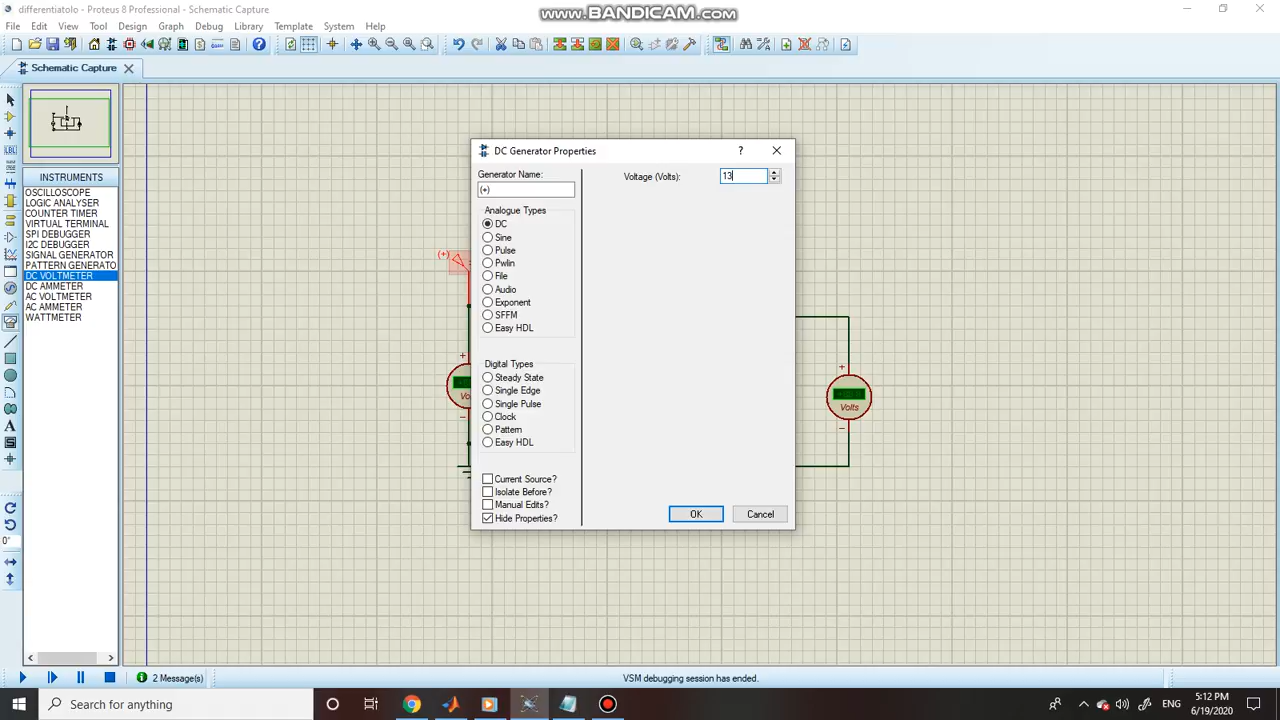 differentiatolo - Proteus 8 Professional - Schematic Capture
www.BANDICAM.com
File Edit View Tool Design Graph Debug Library Template System Help
Schematic Capture
LBL
INSTRUMENTS
OSCILLOSCOPE
LOGIC ANALYSER
COUNTER TIMER
VIRTUAL TERMINAL
SPI DEBUGGER
I2C DEBUGGER
SIGNAL GENERATOR
PATTERN GENERATO
DC VOLTMETER
DC AMMETER
AC VOLTMETER
AC AMMETER
WATTMETER
A
0°
DC Generator Properties
? 
Generator Name:
(+)
Voltage (Volts): 13
Analogue Types
DC
Sine
Pulse
Pwlin
File
Audio
Exponent
SFFM
Easy HDL
Digital Types
Steady State
Single Edge
Single Pulse
Clock
Pattern
Easy HDL
Current Source?
Isolate Before?
Manual Edits?
Hide Properties?
OK Cancel
(+)
+
Vo
−
+
Volts
−
2 Message(s)
VSM debugging session has ended.
Search for anything
ENG
5:12 PM
6/19/2020